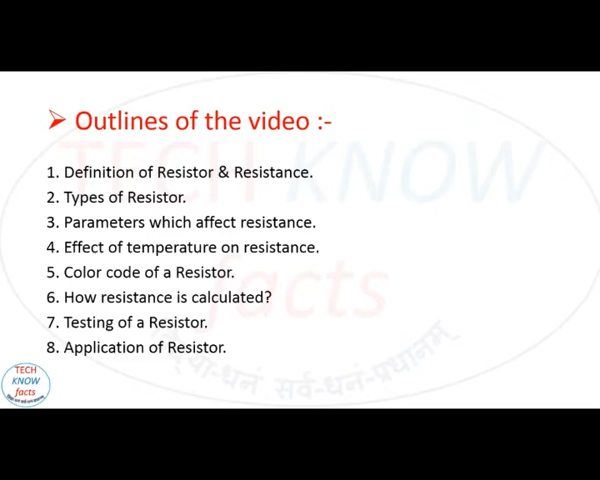 ➢ Outlines of the video :-
1. Definition of Resistor & Resistance.
2. Types of Resistor.
3. Parameters which affect resistance.
4. Effect of temperature on resistance.
5. Color code of a Resistor.
6. How resistance is calculated?
7. Testing of a Resistor.
8. Application of Resistor.
TECH KNOW
facts
सर्व-धनं-प्रधानम्
TECH
KNOW
facts